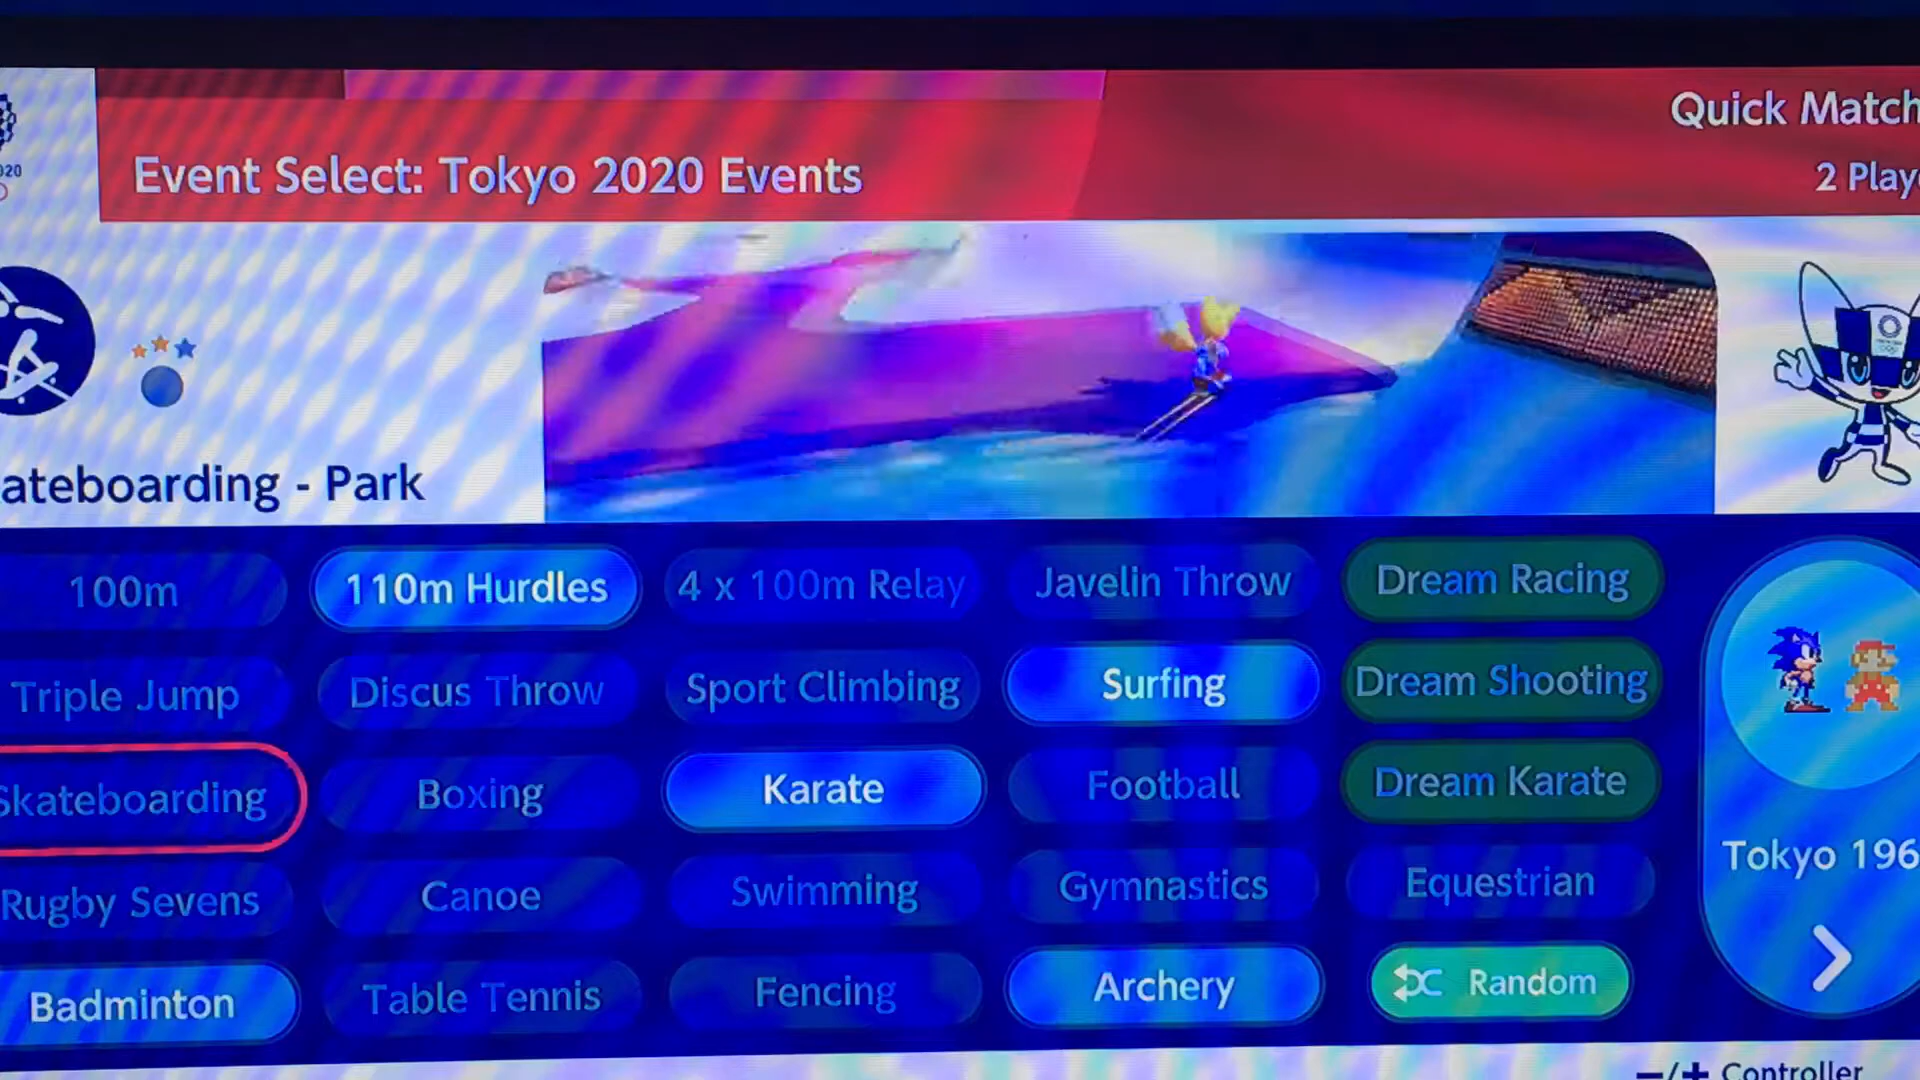 Quick Match
Event Select: Tokyo 2020 Events
2 Play
020
ateboarding - Park
100m
110m Hurdles
4 x 100m Relay
Javelin Throw
Dream Racing
Triple Jump
Discus Throw
Sport Climbing
Surfing
Dream Shooting
Skateboarding
Boxing
Karate
Football
Dream Karate
Tokyo 196
Rugby Sevens
Canoe
Swimming
Gymnastics
Equestrian
Badminton
Table Tennis
Fencing
Archery
Random
−/+ Controller